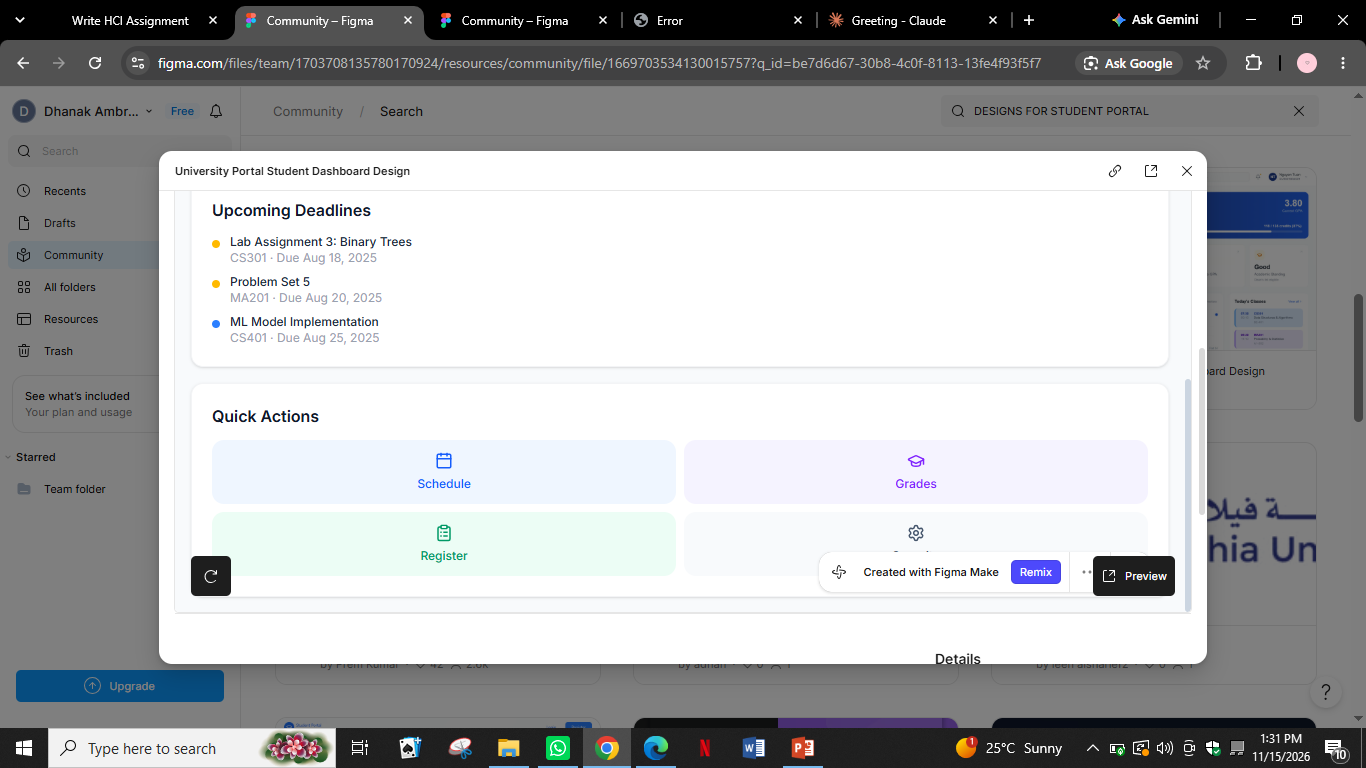 Write HCI Assignment
Community – Figma
Community – Figma
Error
Greeting - Claude
Ask Gemini
figma.com/files/team/1703708135780170924/resources/community/file/1669703534130015757?q_id=be7d6d67-30b8-4c0f-8113-13fe4f93f5f7
Ask Google
D
Dhanak Ambr...
Free
Community / Search
DESIGNS FOR STUDENT PORTAL
Search
Recents
Drafts
Community
All folders
Resources
Trash
See what's included
Your plan and usage
Starred
Team folder
Upgrade
University Portal Student Dashboard Design
Upcoming Deadlines
Lab Assignment 3: Binary Trees
CS301 · Due Aug 18, 2025
Problem Set 5
MA201 · Due Aug 20, 2025
ML Model Implementation
CS401 · Due Aug 25, 2025
Quick Actions
Schedule
Grades
Register
Created with Figma Make
Remix
Preview
Details
3.80
Good
Today's Classes
Design
?
Type here to search
25°C Sunny
1:31 PM
11/15/2026
1
10